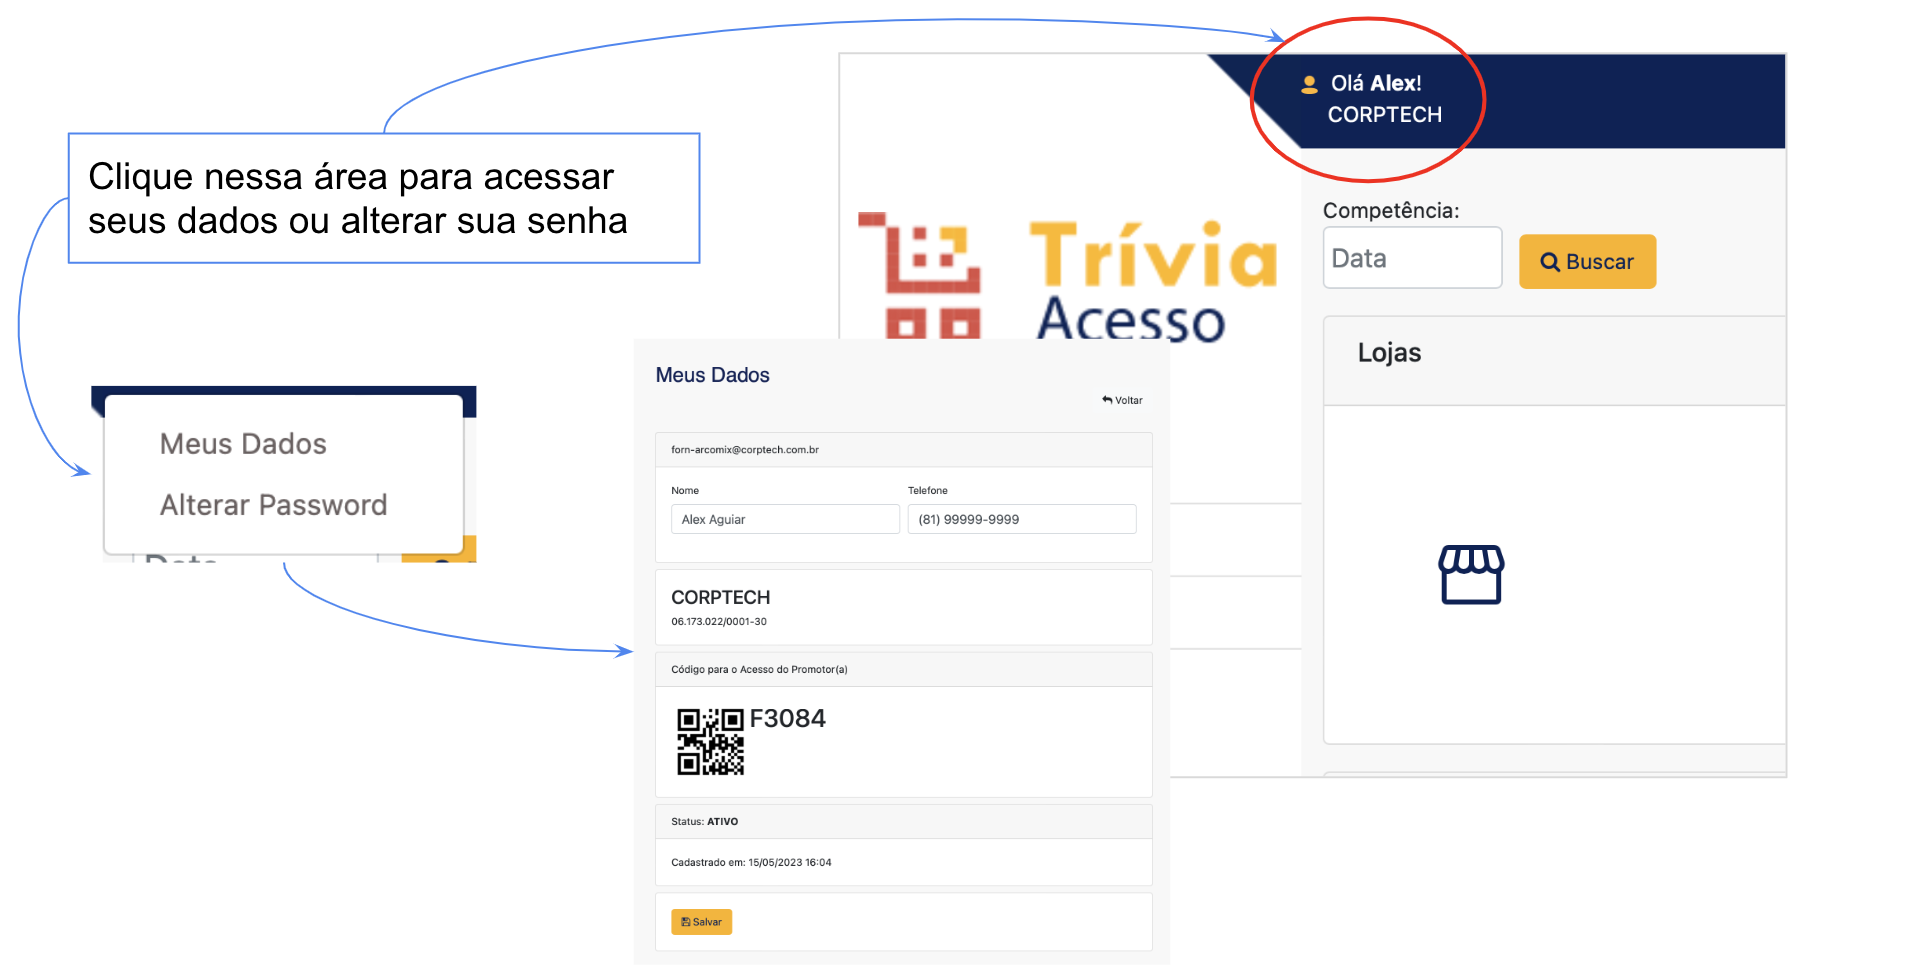 Clique nessa área para acessar
seus dados ou alterar sua senha
Olá Alex!
CORPTECH
Trívia
Acesso
Competência:
Data
Buscar
Lojas
Meus Dados
Alterar Password
Data
Meus Dados
Voltar
forn-arcomix@corptech.com.br
Nome
Telefone
Alex Aguiar
(81) 99999-9999
CORPTECH
06.173.022/0001-30
Código para o Acesso do Promotor(a)
F3084
Status: ATIVO
Cadastrado em: 15/05/2023 16:04
Salvar